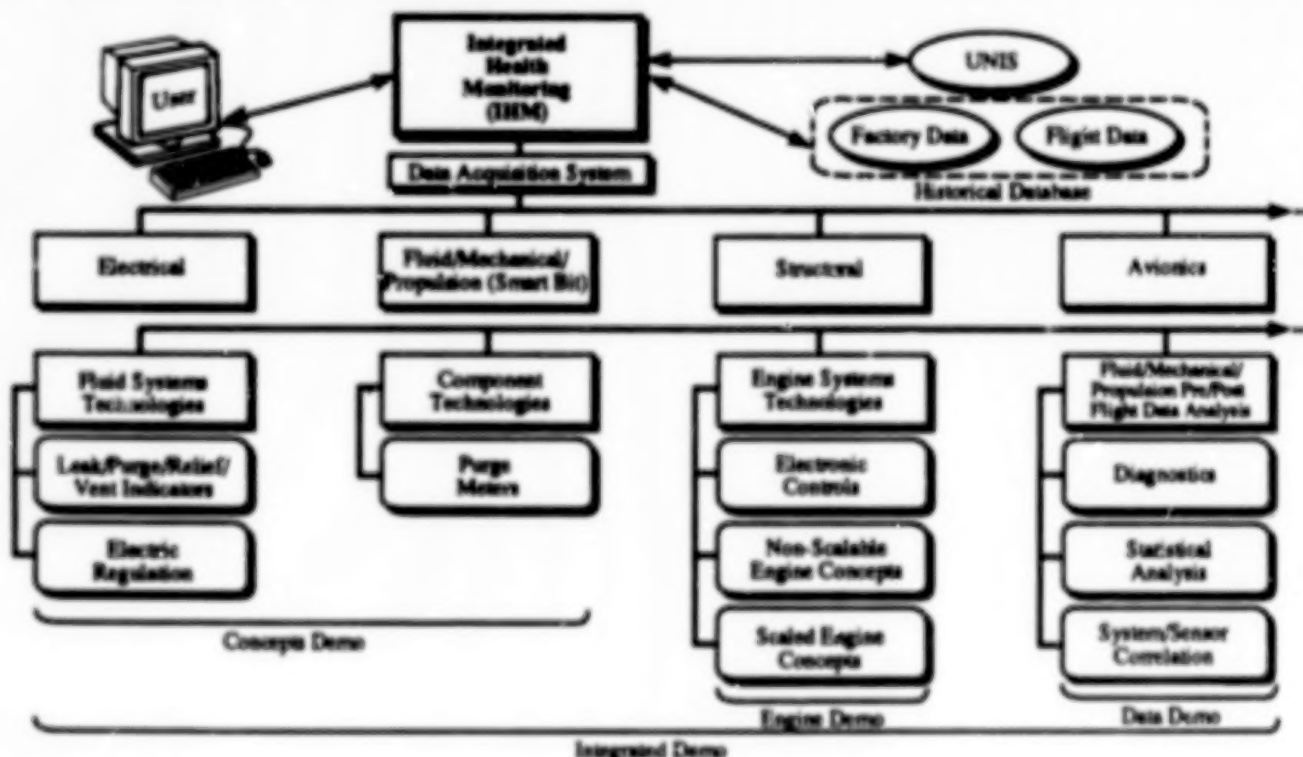 User
Integrated
Health
Monitoring
(IHM)
UNIS
Factory Data
Flight Data
Data Acquisition System
Historical Database
Electrical
Fluid/Mechanical/
Propulsion (Smart Bit)
Structural
Avionics
Fluid Systems
Technologies
Component
Technologies
Engine Systems
Technologies
Fluid/Mechanical/
Propulsion Pre/Post
Flight Data Analysis
Leak/Purge/Relief/
Vent Indicators
Purge
Meters
Electronic
Controls
Diagnostics
Electric
Regulation
Non-Scalable
Engine Concepts
Statistical
Analysis
Concepts Demo
Scaled Engine
Concepts
System/Sensor
Correlation
Engine Demo
Data Demo
Integrated Demo